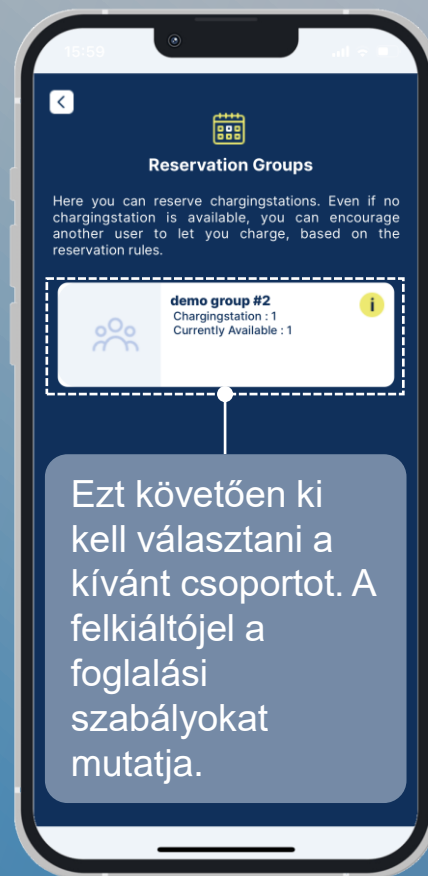 15:59
Reservation Groups
Here you can reserve chargingstations. Even if no
chargingstation is available, you can encourage
another user to let you charge, based on the
reservation rules.
demo group #2
i
Chargingstation : 1
Currently Available : 1
Ezt követően ki
kell választani a
kívánt csoportot. A
felkiáltójel a
foglalási
szabályokat
mutatja.